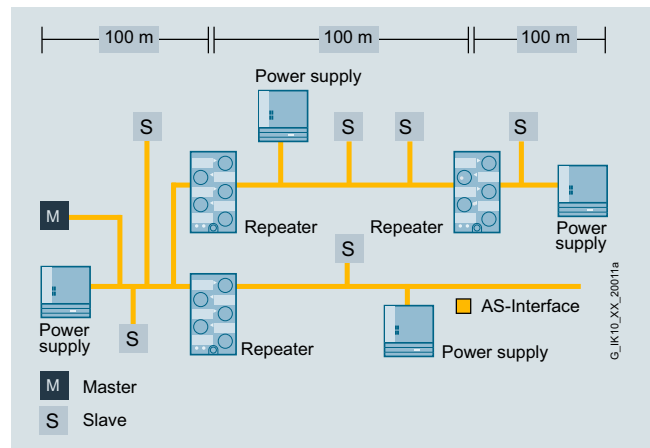 100 m
100 m
100 m
Power supply
S
S
S
S
M
Repeater
Repeater
Power
supply
S
AS-Interface
Power
supply
S
Repeater
Power supply
G_IK10_XX_20011a
M Master
S Slave